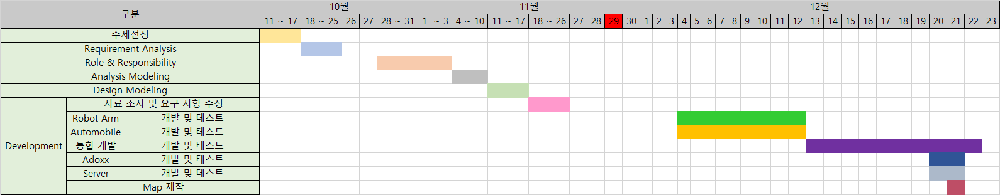 구분 10월 11월 12월
11 ~ 17 18 ~ 25 26 27 28 ~ 31 1 ~ 3 4 ~ 10 11 ~ 17 18 ~ 26 27 28 29 30 1 2 3 4 5 6 7 8 9 10 11 12 13 14 15 16 17 18 19 20 21 22 23
주제선정
Requirement Analysis
Role & Responsibility
Analysis Modeling
Design Modeling
Development
자료 조사 및 요구 사항 수정
Robot Arm 개발 및 테스트
Automobile 개발 및 테스트
통합 개발 개발 및 테스트
Adoxx 개발 및 테스트
Server 개발 및 테스트
Map 제작